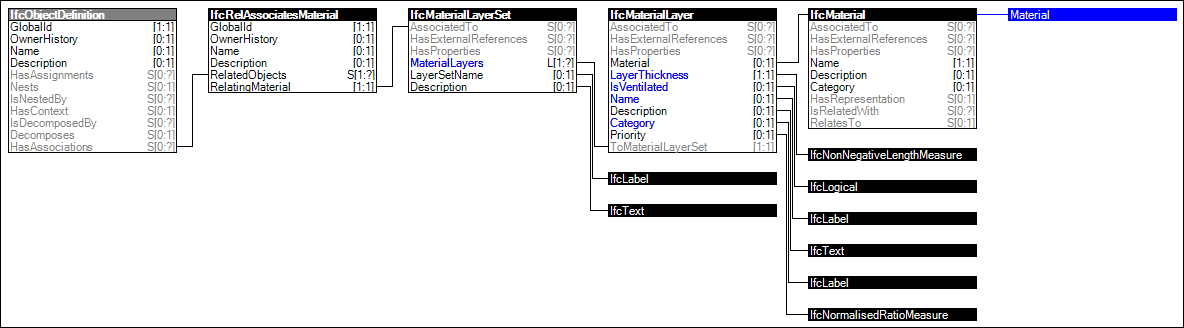 IfcObjectDefinition
GlobalId [1:1]
OwnerHistory [0:1]
Name [0:1]
Description [0:1]
HasAssignments S[0:?]
Nests S[0:1]
IsNestedBy S[0:?]
HasContext S[0:1]
IsDecomposedBy S[0:?]
Decomposes S[0:1]
HasAssociations S[0:?]
IfcRelAssociatesMaterial
GlobalId [1:1]
OwnerHistory [0:1]
Name [0:1]
Description [0:1]
RelatedObjects S[1:?]
RelatingMaterial [1:1]
IfcMaterialLayerSet
AssociatedTo S[0:?]
HasExternalReferences S[0:?]
HasProperties S[0:?]
MaterialLayers L[1:?]
LayerSetName [0:1]
Description [0:1]
IfcMaterialLayer
AssociatedTo S[0:?]
HasExternalReferences S[0:?]
HasProperties S[0:?]
Material [0:1]
LayerThickness [1:1]
IsVentilated [0:1]
Name [0:1]
Description [0:1]
Category [0:1]
Priority [0:1]
ToMaterialLayerSet [1:1]
IfcLabel
IfcText
IfcMaterial
AssociatedTo S[0:?]
HasExternalReferences S[0:?]
HasProperties S[0:?]
Name [1:1]
Description [0:1]
Category [0:1]
HasRepresentation S[0:1]
IsRelatedWith S[0:?]
RelatesTo S[0:1]
IfcNonNegativeLengthMeasure
IfcLogical
IfcLabel
IfcText
IfcLabel
IfcNormalisedRatioMeasure
Material